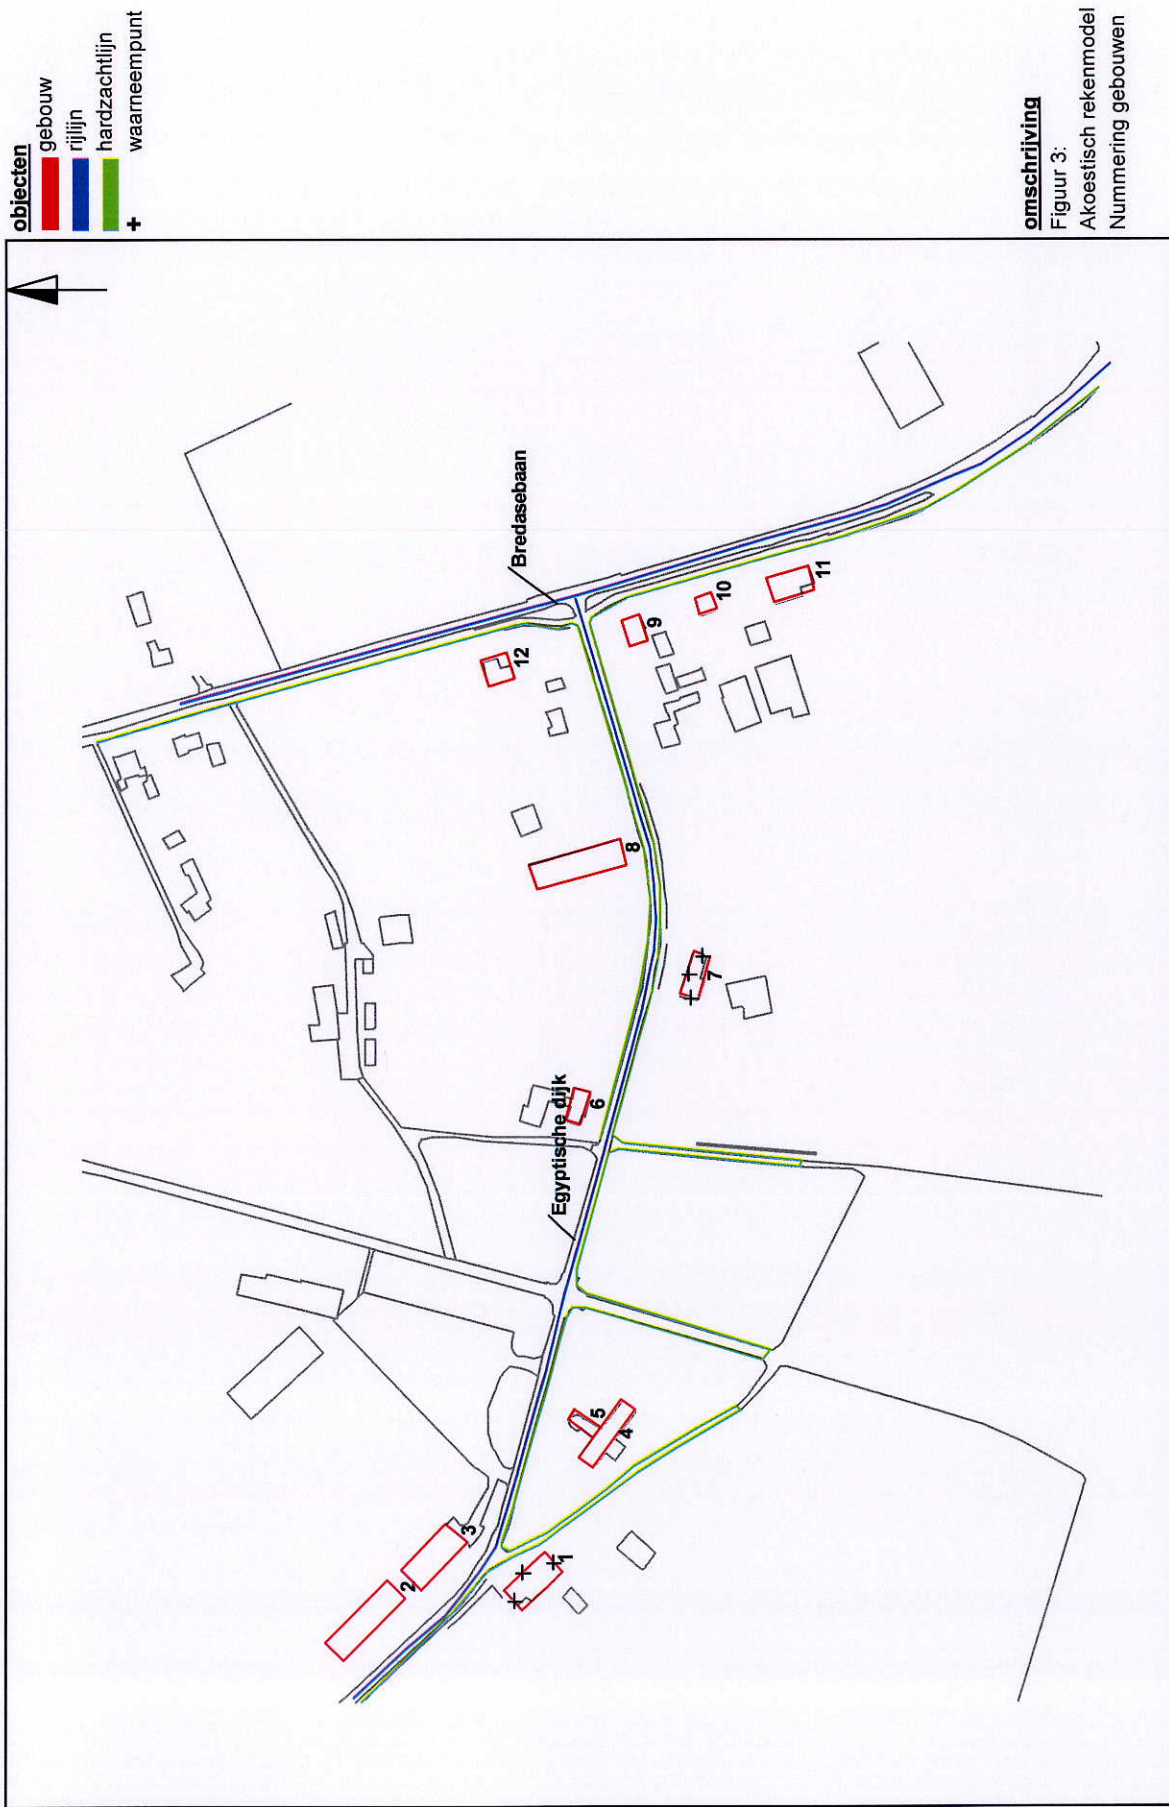 objecten
gebouw
rijlijn
hardzachtlijn
+ waarneempunt
omschrijving
Figuur 3:
Akoestisch rekenmodel
Nummering gebouwen
Bredasebaan
Egyptische dijk
1
2
3
4
5
6
7
8
9
10
11
12